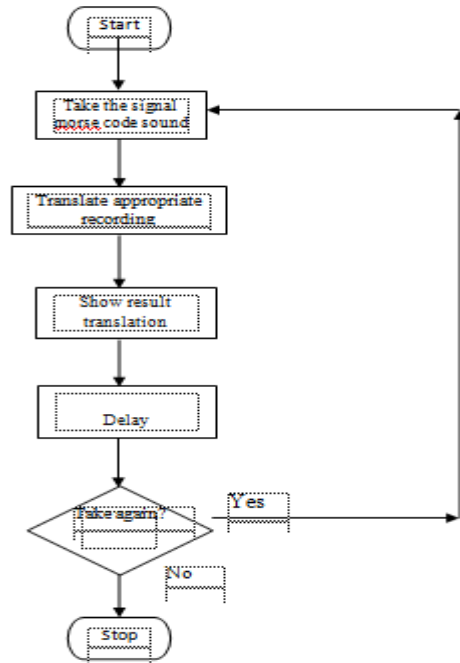 Start
Take the signal
morse code sound
Translate appropriate
recording
Show result
translation
Delay
Take again?
Yes
No
Stop